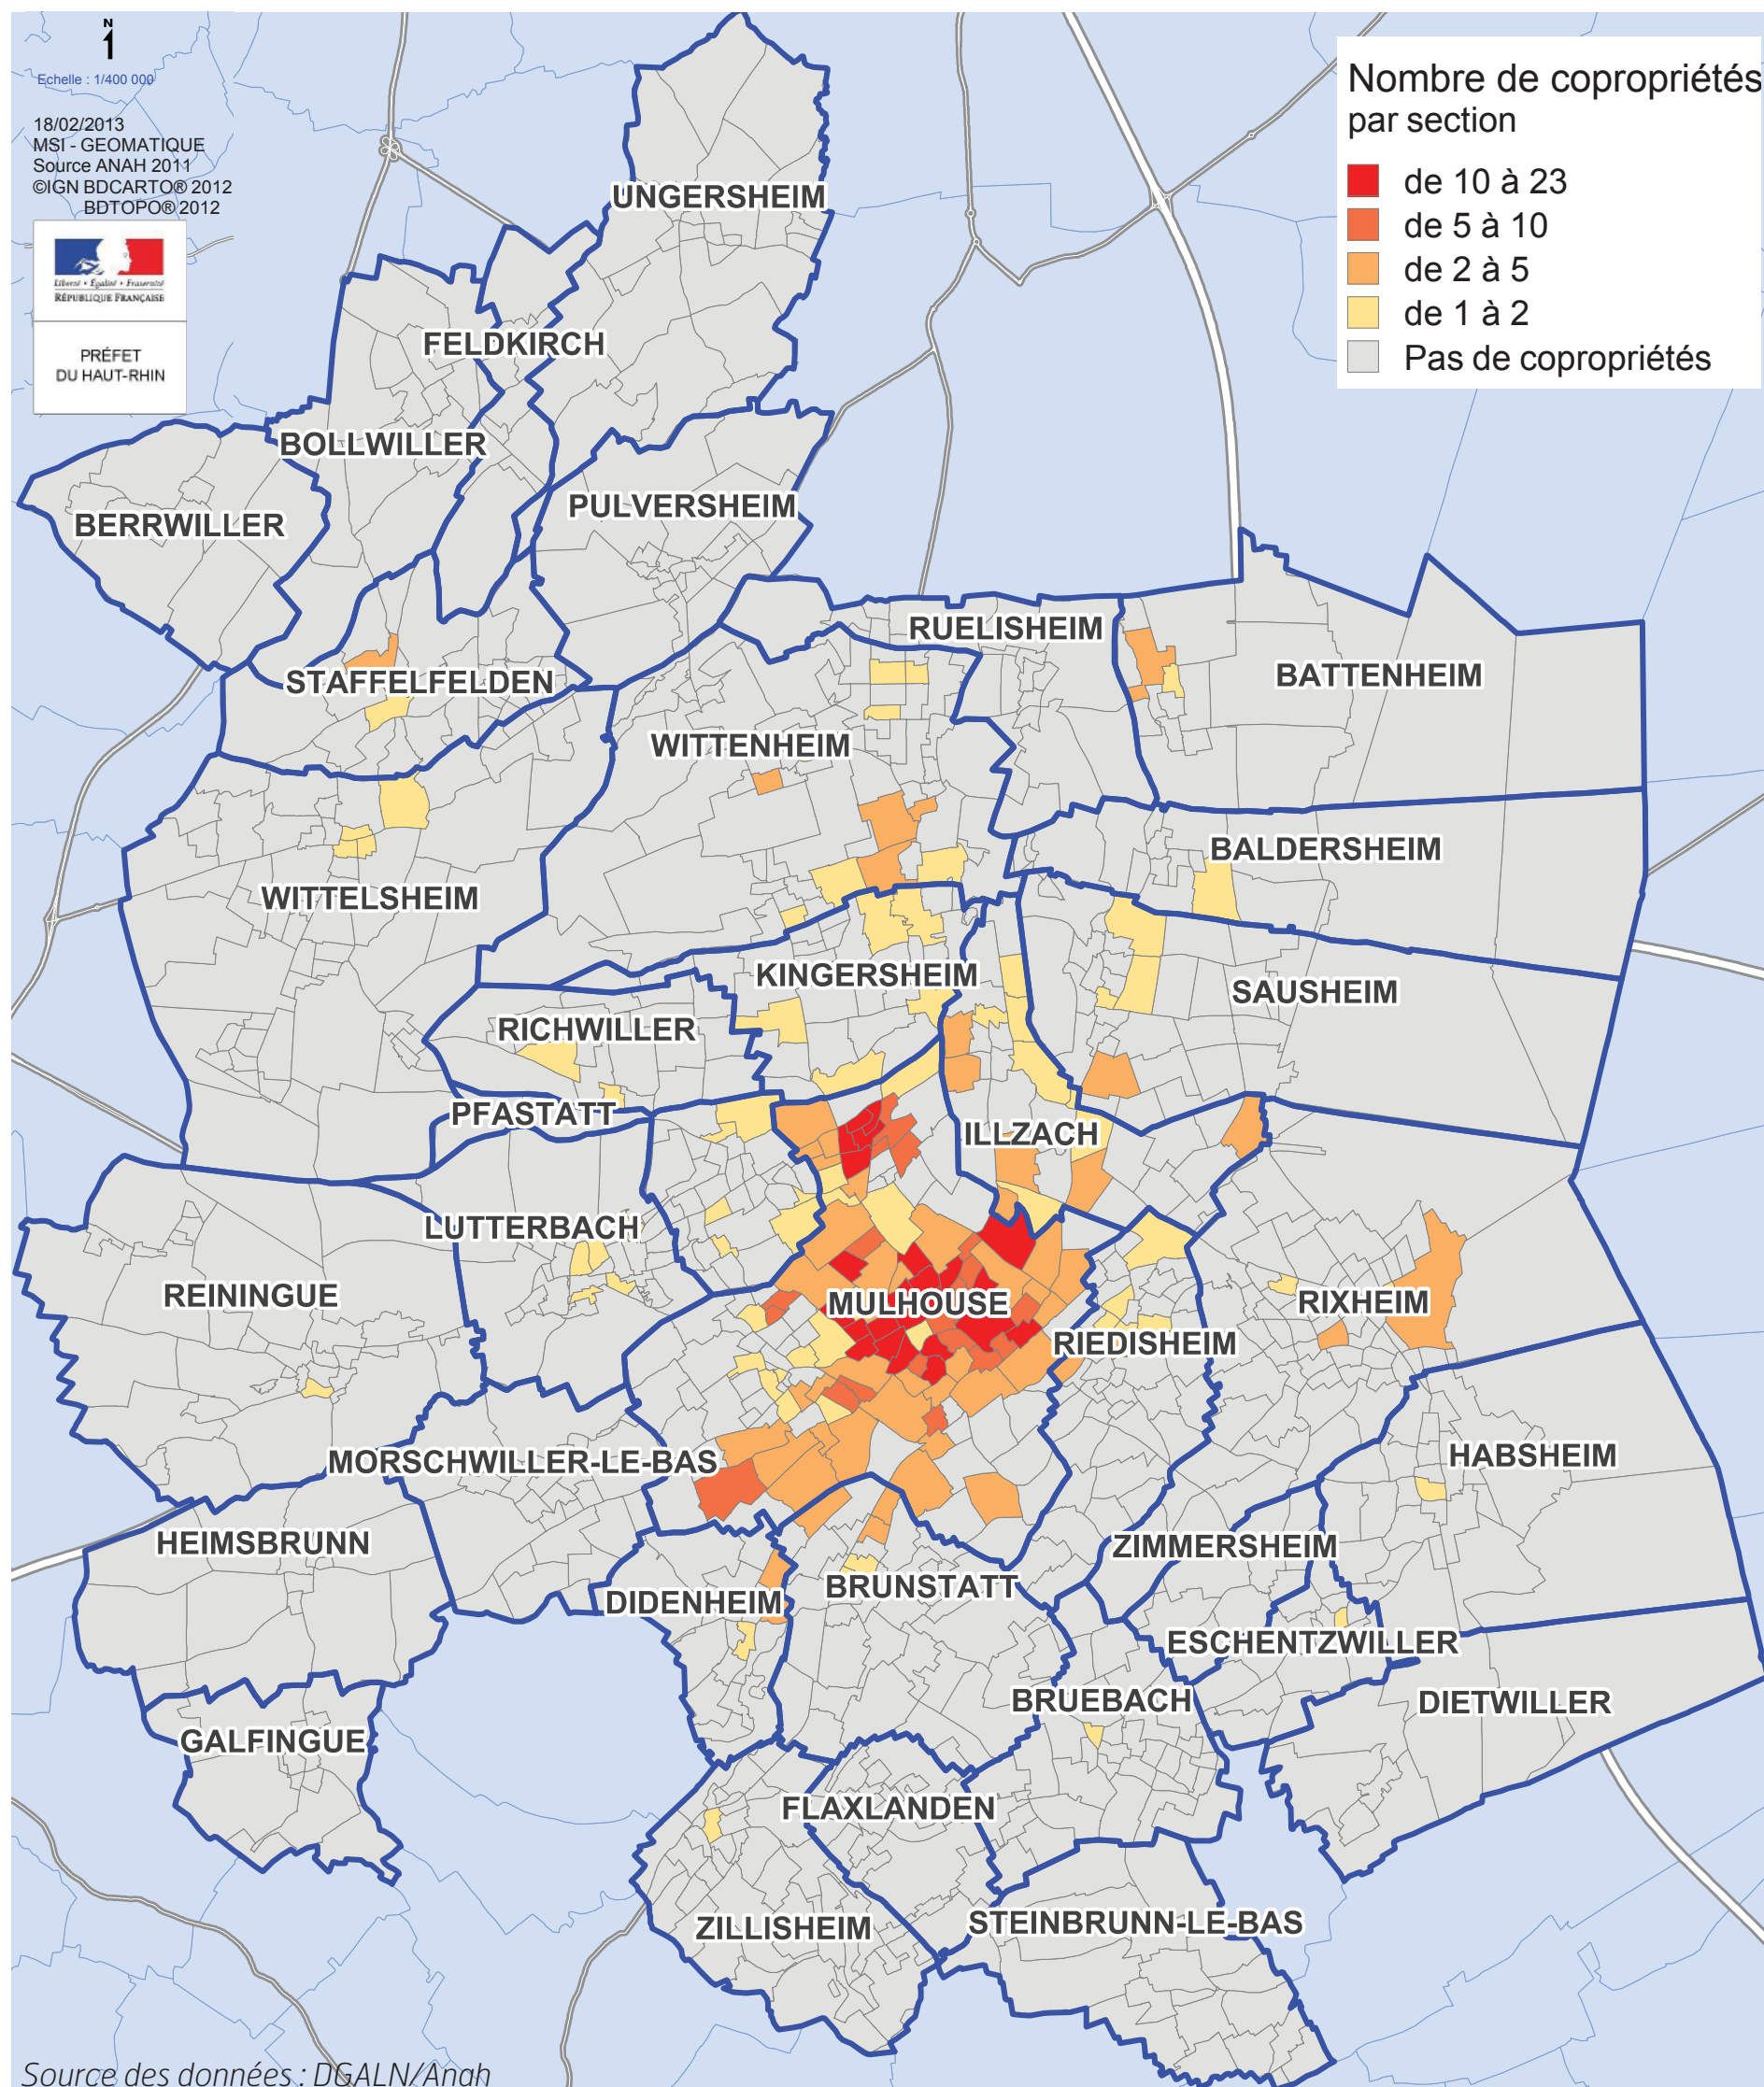 N
Echelle : 1/400 000
18/02/2013
MSI - GEOMATIQUE
Source ANAH 2011
©IGN BDCARTO® 2012
BDTOPO® 2012
Liberté • Égalité • Fraternité
RÉPUBLIQUE FRANÇAISE
PRÉFET
DU HAUT-RHIN
Nombre de copropriétés
par section
de 10 à 23
de 5 à 10
de 2 à 5
de 1 à 2
Pas de copropriétés
UNGERSHEIM
FELDKIRCH
BOLLWILLER
PULVERSHEIM
BERRWILLER
RUELISHEIM
BATTENHEIM
STAFFELFELDEN
WITTENHEIM
BALDERSHEIM
WITTELSHEIM
KINGERSHEIM
SAUSHEIM
RICHWILLER
PFASTATT
ILLZACH
LUTTERBACH
REININGUE
MULHOUSE
RIXHEIM
RIEDISHEIM
HABSHEIM
MORSCHWILLER-LE-BAS
HEIMSBRUNN
ZIMMERSHEIM
BRUNSTATT
DIDENHEIM
ESCHENTZWILLER
BRUEBACH
DIETWILLER
GALFINGUE
FLAXLANDEN
STEINBRUNN-LE-BAS
ZILLISHEIM
Source des données : DGALN/Anah